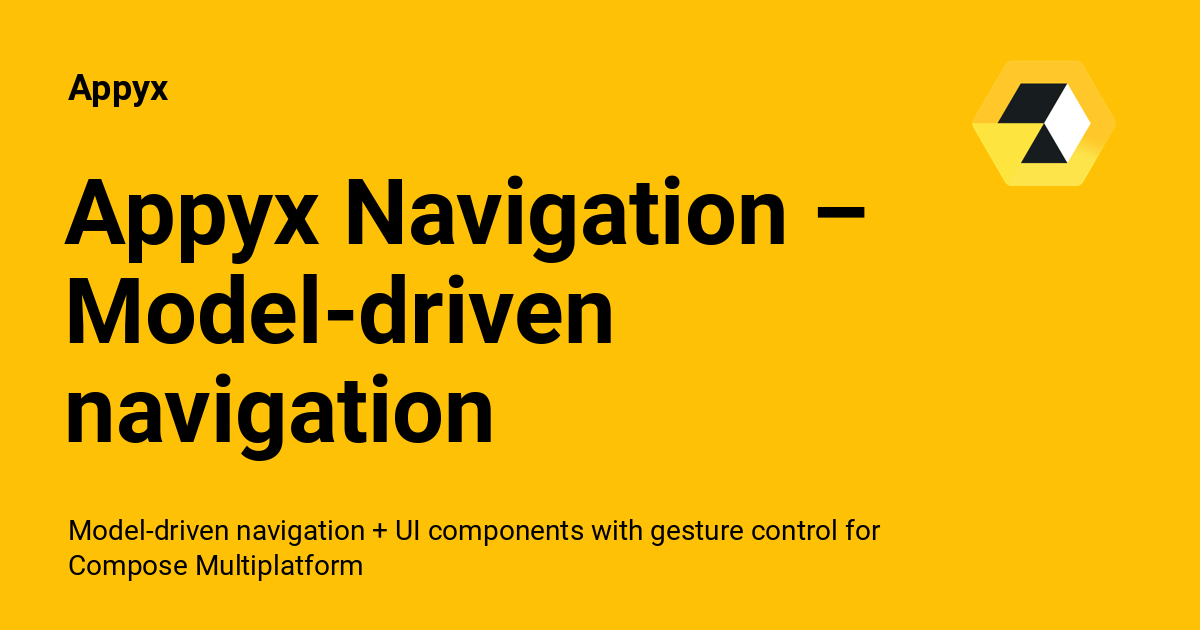 Appyx
Appyx Navigation –
Model-driven
navigation
Model-driven navigation + UI components with gesture control for
Compose Multiplatform